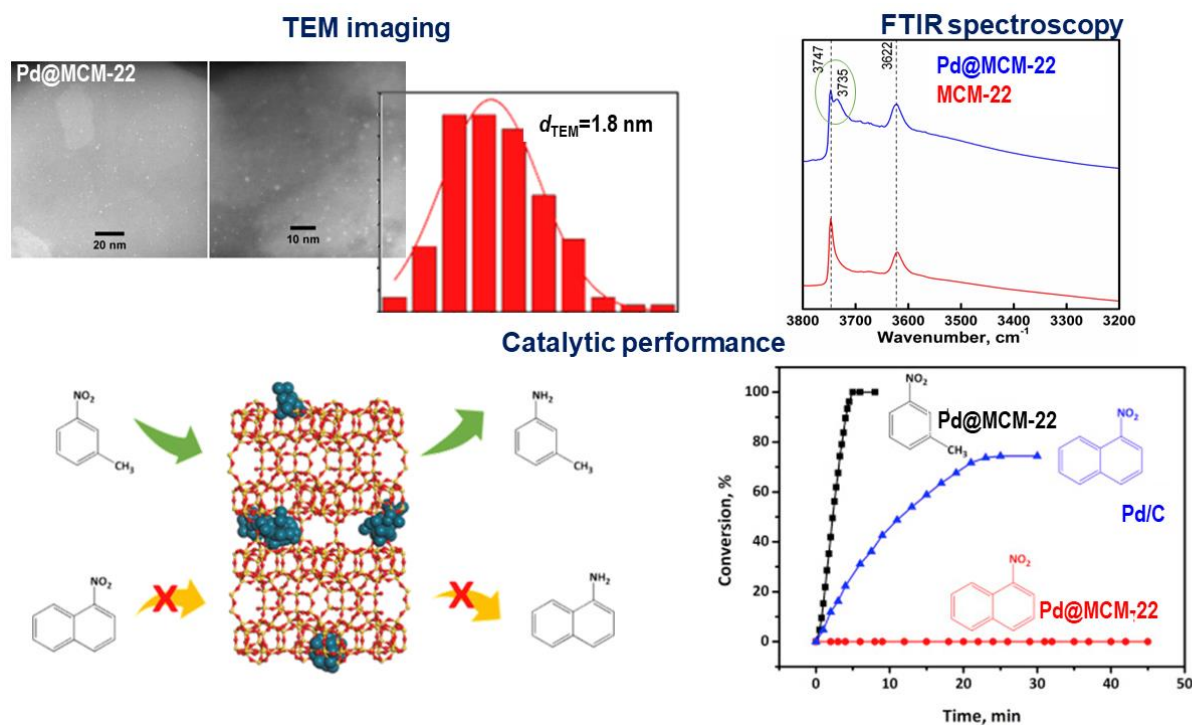 TEM imaging
Pd@MCM-22
20 nm
10 nm
dTEM=1.8 nm
FTIR spectroscopy
3747
3735
3622
Pd@MCM-22
MCM-22
3800 3700 3600 3500 3400 3300 3200
Wavenumber, cm-1
Catalytic performance
NO2
CH3
NH2
CH3
NO2
X
X
NH2
Conversion, %
100
80
60
40
20
0
NO2
CH3
Pd@MCM-22
NO2
Pd/C
NO2
Pd@MCM-22
0 10 20 30 40 50
Time, min